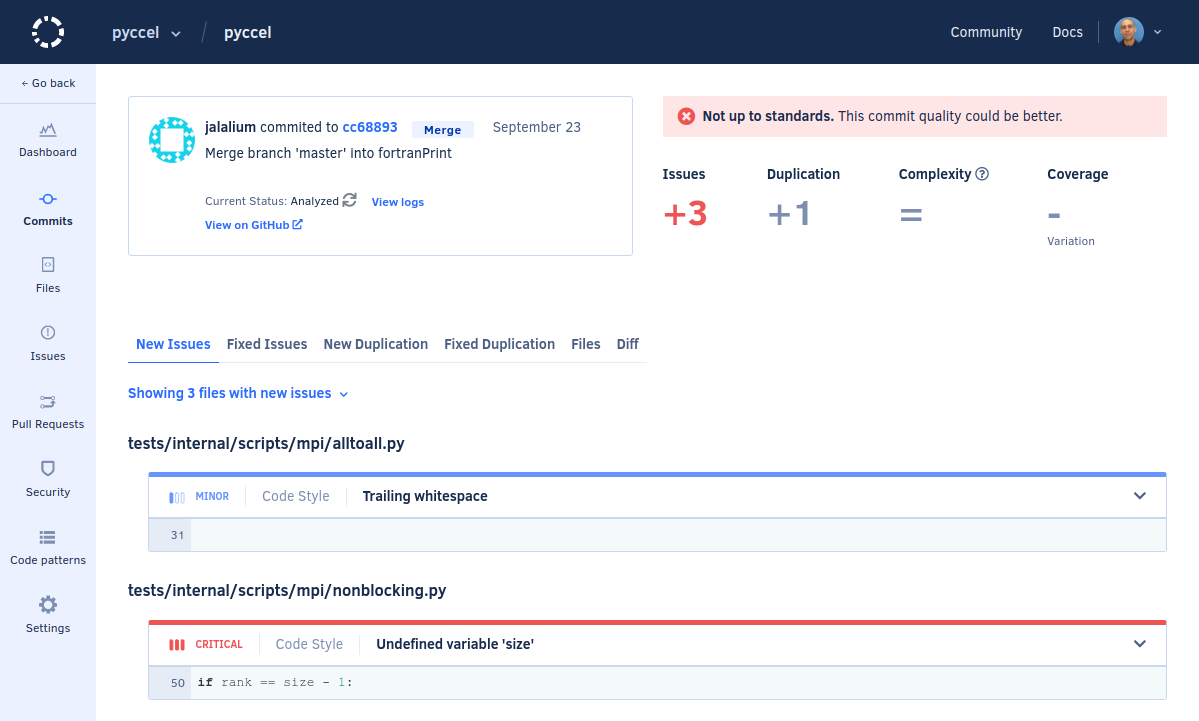 pyccel / pyccel
Community Docs
← Go back
Dashboard
Commits
Files
Issues
Pull Requests
Security
Code patterns
Settings
jalalium commited to cc68893 Merge September 23
Merge branch 'master' into fortranPrint
Current Status: Analyzed View logs
View on GitHub
Not up to standards. This commit quality could be better.
Issues Duplication Complexity ? Coverage
+3 +1 = -
Variation
New Issues Fixed Issues New Duplication Fixed Duplication Files Diff
Showing 3 files with new issues
tests/internal/scripts/mpi/alltoall.py
MINOR Code Style Trailing whitespace
31
tests/internal/scripts/mpi/nonblocking.py
CRITICAL Code Style Undefined variable 'size'
50 if rank == size - 1: